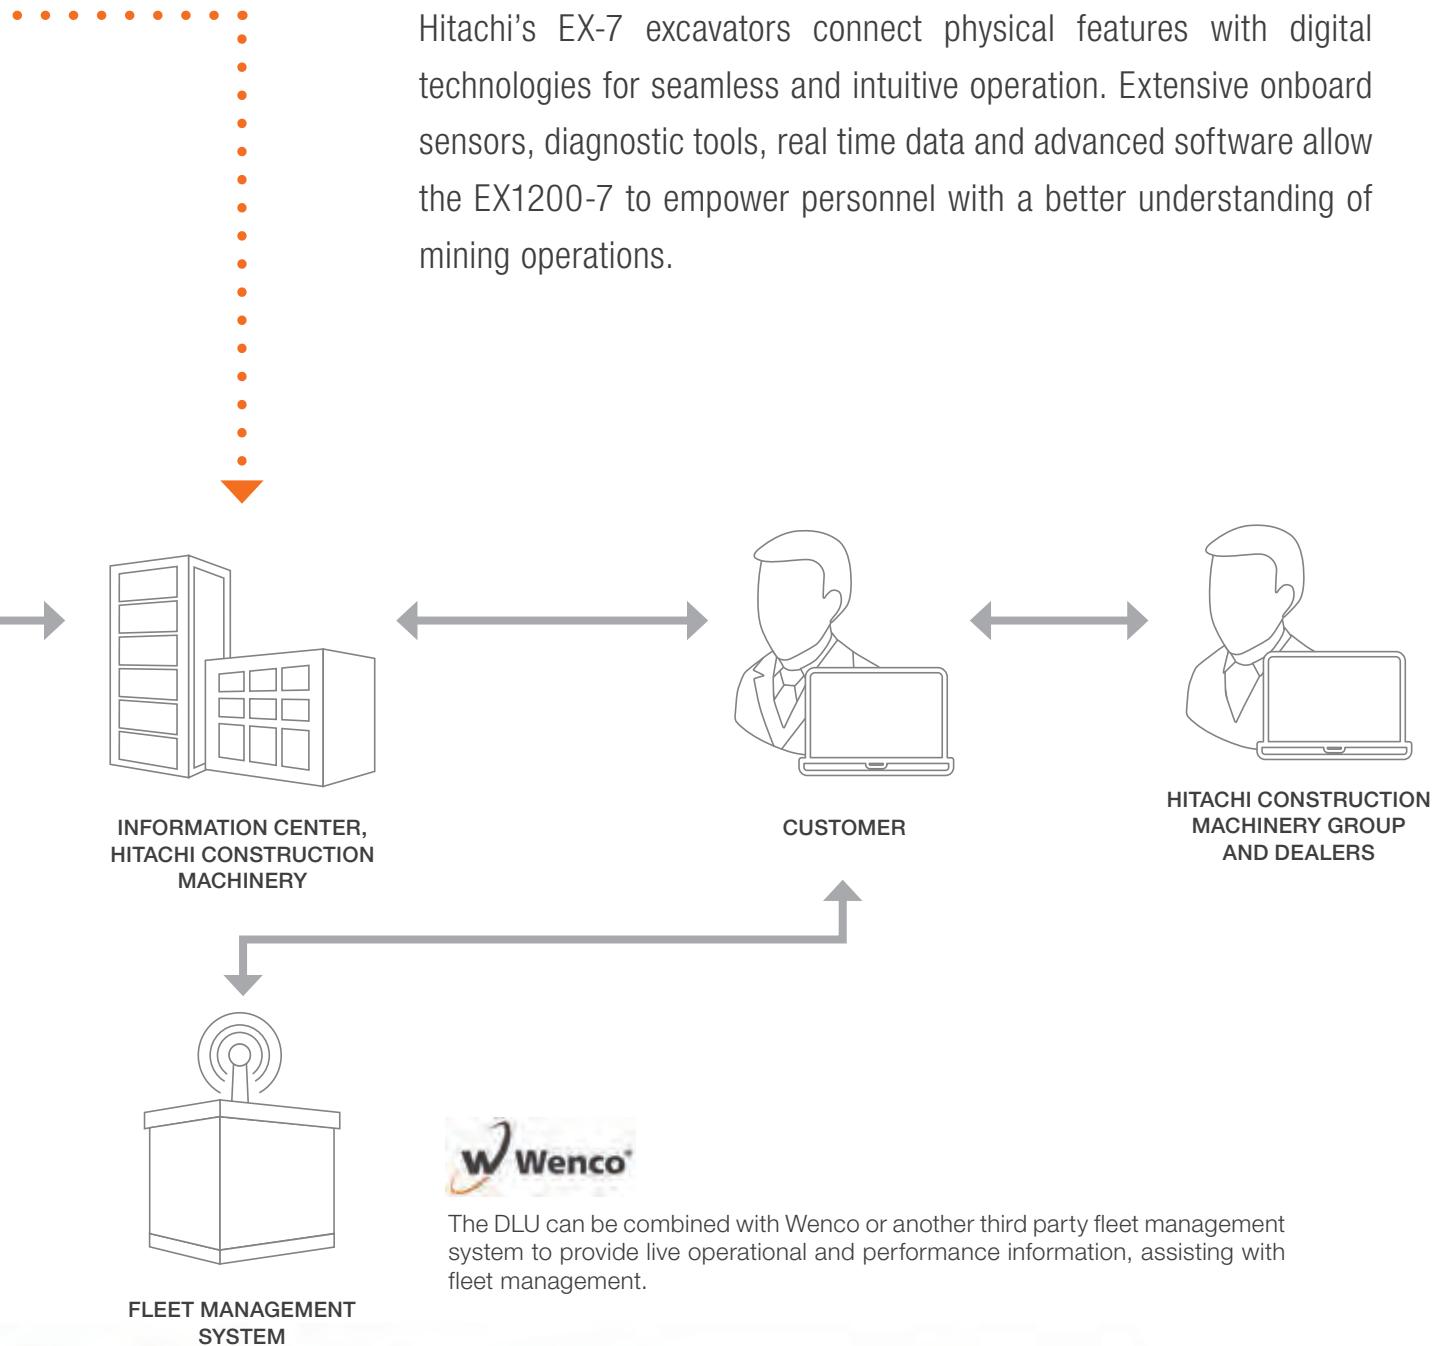 Hitachi’s EX-7 excavators connect physical features with digital
technologies for seamless and intuitive operation. Extensive onboard
sensors, diagnostic tools, real time data and advanced software allow
the EX1200-7 to empower personnel with a better understanding of
mining operations.
INFORMATION CENTER,
HITACHI CONSTRUCTION
MACHINERY
CUSTOMER
HITACHI CONSTRUCTION
MACHINERY GROUP
AND DEALERS
W Wenco
The DLU can be combined with Wenco or another third party fleet management
system to provide live operational and performance information, assisting with
fleet management.
FLEET MANAGEMENT
SYSTEM